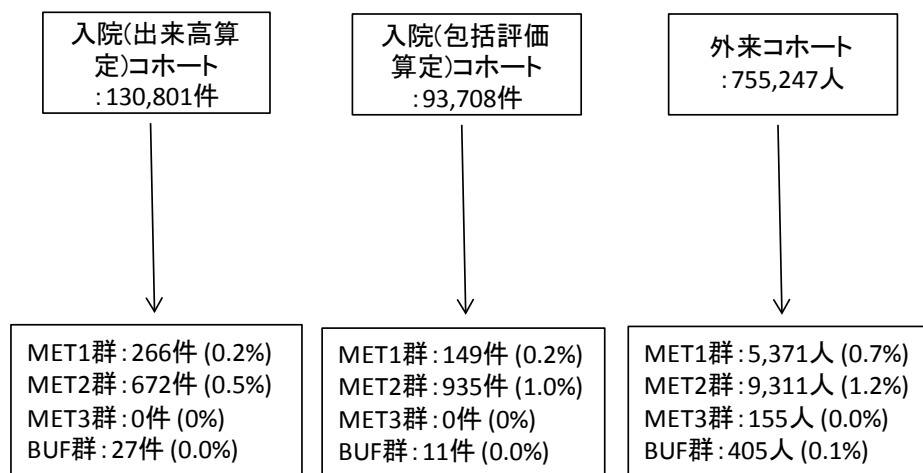 入院(出来高算
定)コホート
:130,801件
入院(包括評価
算定)コホート
:93,708件
外来コホート
:755,247人
MET1群:266件 (0.2%)
MET2群:672件 (0.5%)
MET3群:0件 (0%)
BUF群:27件 (0.0%)
MET1群:149件 (0.2%)
MET2群:935件 (1.0%)
MET3群:0件 (0%)
BUF群:11件 (0.0%)
MET1群:5,371人 (0.7%)
MET2群:9,311人 (1.2%)
MET3群:155人 (0.0%)
BUF群:405人 (0.1%)